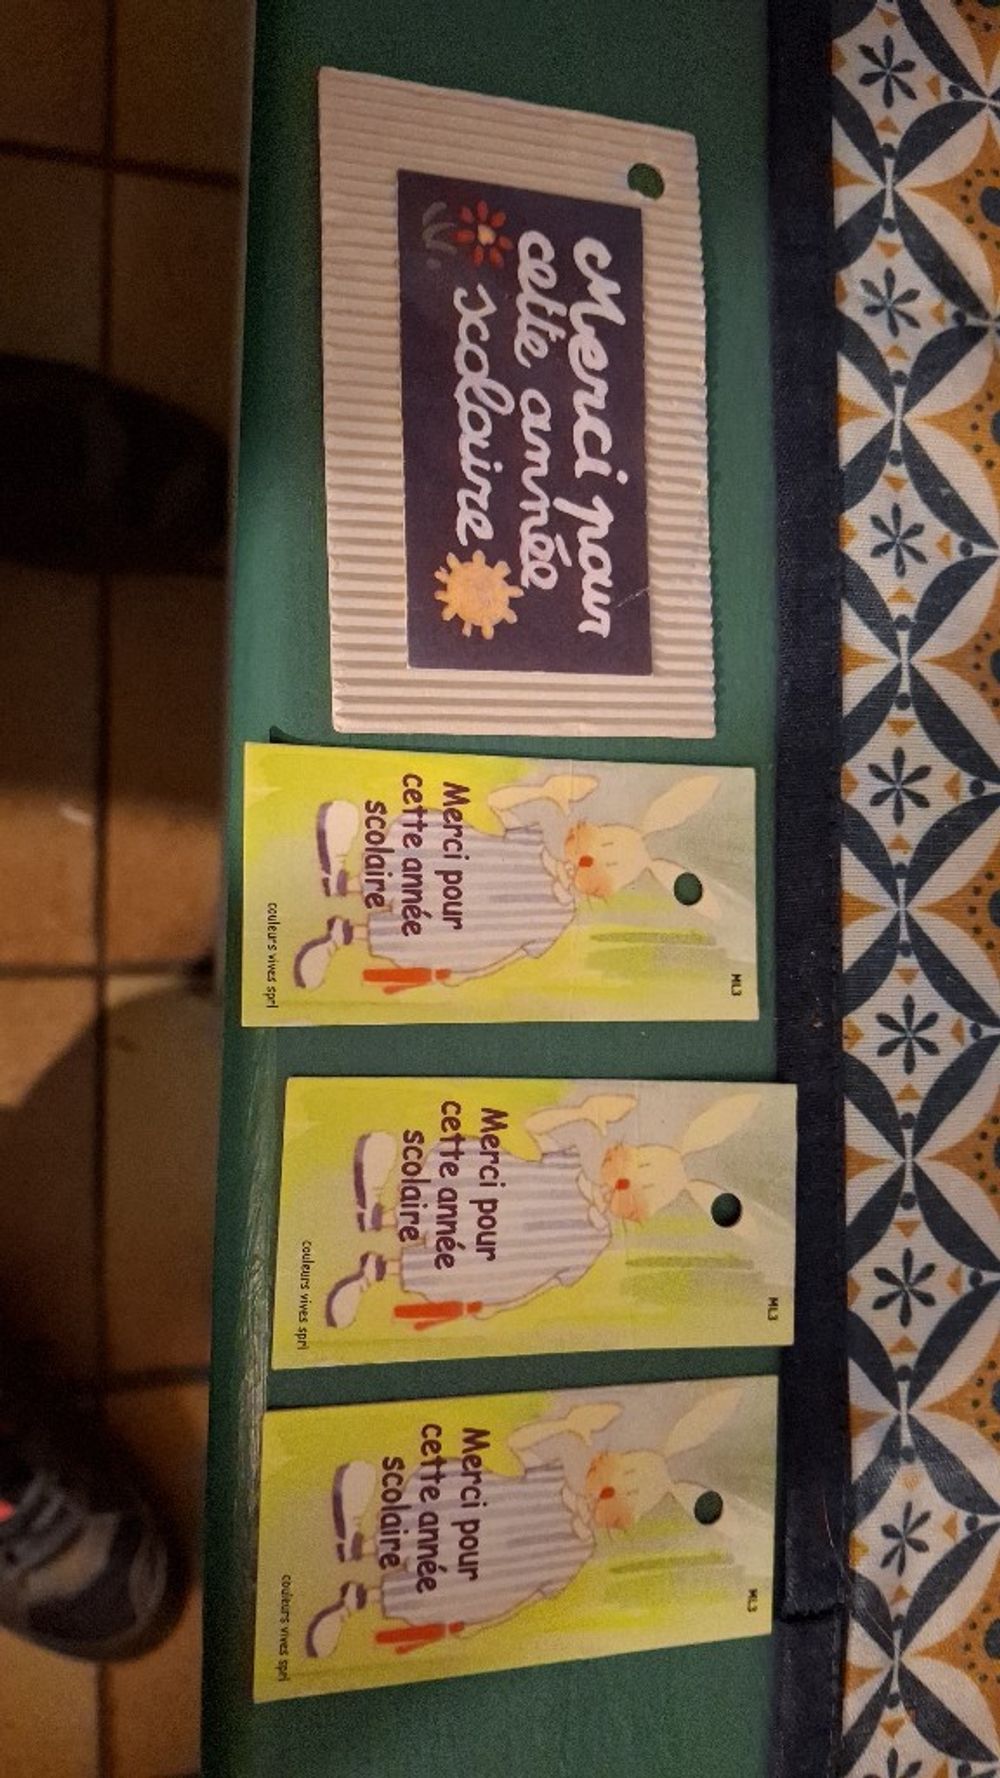 Merci pour
cette année
scolaire
ML3
Merci pour
cette année
scolaire
couleurs vives sprl
ML3
Merci pour
cette année
scolaire
couleurs vives sprl
ML3
Merci pour
cette année
scolaire
couleurs vives sprl